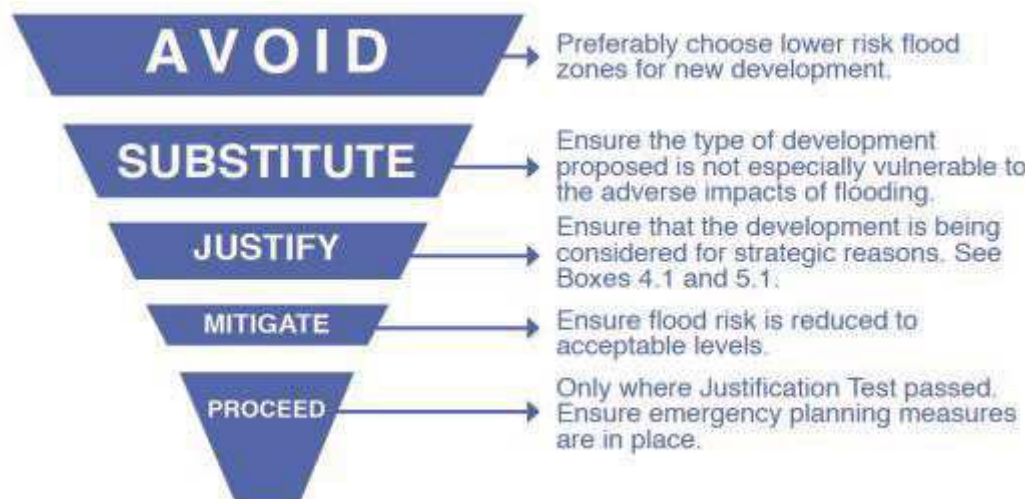 AVOID
Preferably choose lower risk flood
zones for new development.
SUBSTITUTE
Ensure the type of development
proposed is not especially vulnerable to
the adverse impacts of flooding.
JUSTIFY
Ensure that the development is being
considered for strategic reasons. See
Boxes 4.1 and 5.1.
MITIGATE
Ensure flood risk is reduced to
acceptable levels.
PROCEED
Only where Justification Test passed.
Ensure emergency planning measures
are in place.